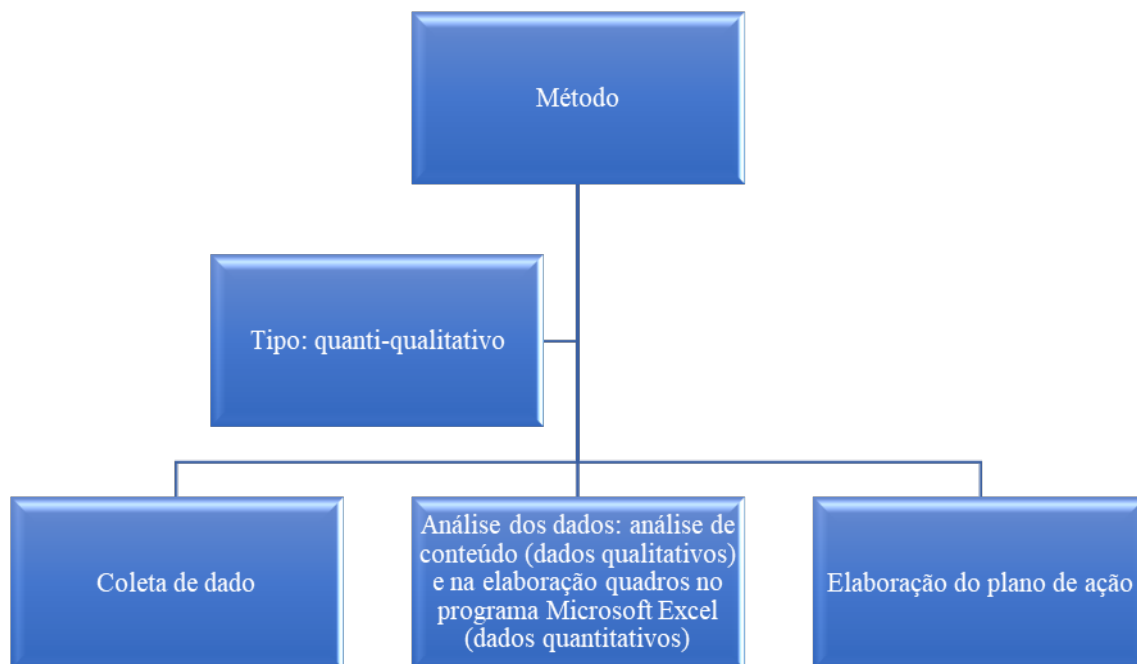 Método
Tipo: quanti-qualitativo
Coleta de dado
Análise dos dados: análise de
conteúdo (dados qualitativos)
e na elaboração quadros no
programa Microsoft Excel
(dados quantitativos)
Elaboração do plano de ação